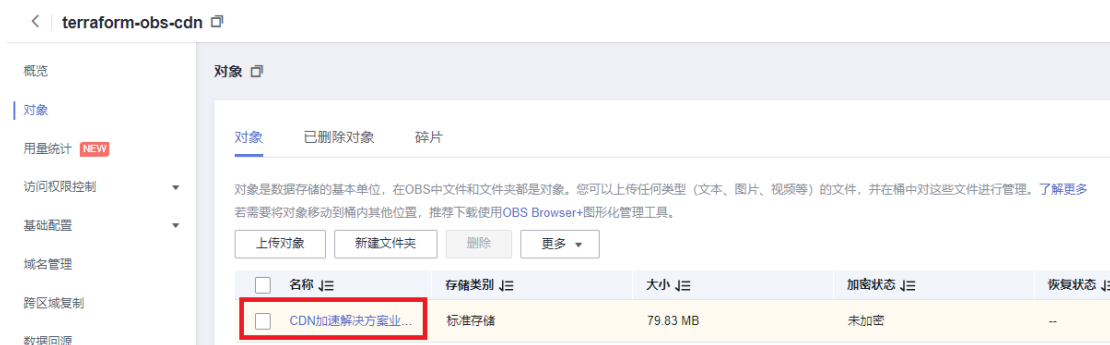 terraform-obs-cdn
概览
对象
用量统计 NEW
访问权限控制
基础配置
域名管理
跨区域复制
数据回源
对象
对象 已删除对象 碎片
对象是数据存储的基本单位，在OBS中文件和文件夹都是对象。您可以上传任何类型（文本、图片、视频等）的文件，并在桶中对这些文件进行管理。了解更多
若需要将对象移动到桶内其他位置，推荐下载使用OBS Browser+图形化管理工具。
上传对象 新建文件夹 删除 更多
名称 存储类别 大小 加密状态 恢复状态
CDN加速解决方案业... 标准存储 79.83 MB 未加密 --